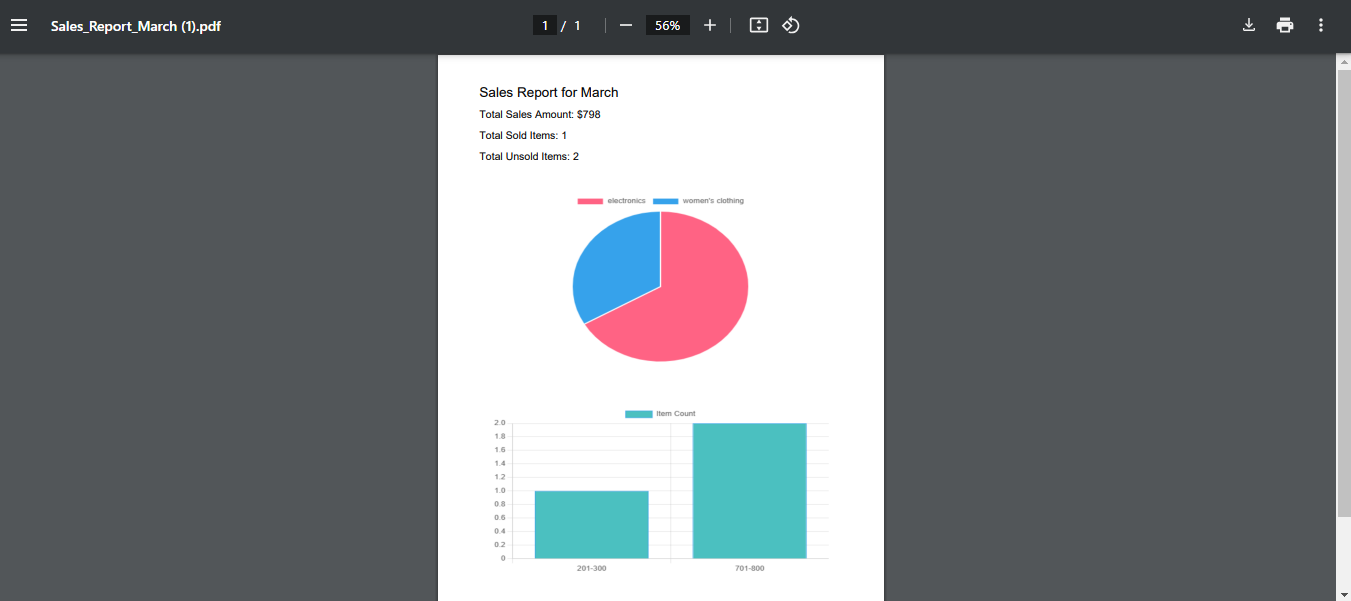 Sales_Report_March (1).pdf
1 / 1
56%
Sales Report for March
Total Sales Amount: $798
Total Sold Items: 1
Total Unsold Items: 2
electronics women's clothing
Item Count
2.0
1.8
1.6
1.4
1.2
1.0
0.8
0.6
0.4
0.2
0
201-300 701-800